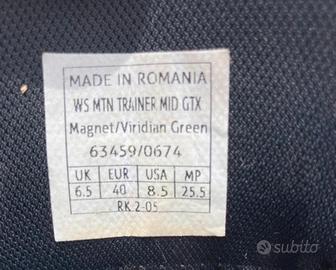 MADE IN ROMANIA
WS MTN TRAINER MID GTX
Magnet/Viridian Green
63459/0674
UK EUR USA MP
6.5 40 8.5 25.5
RK 2-05
subito